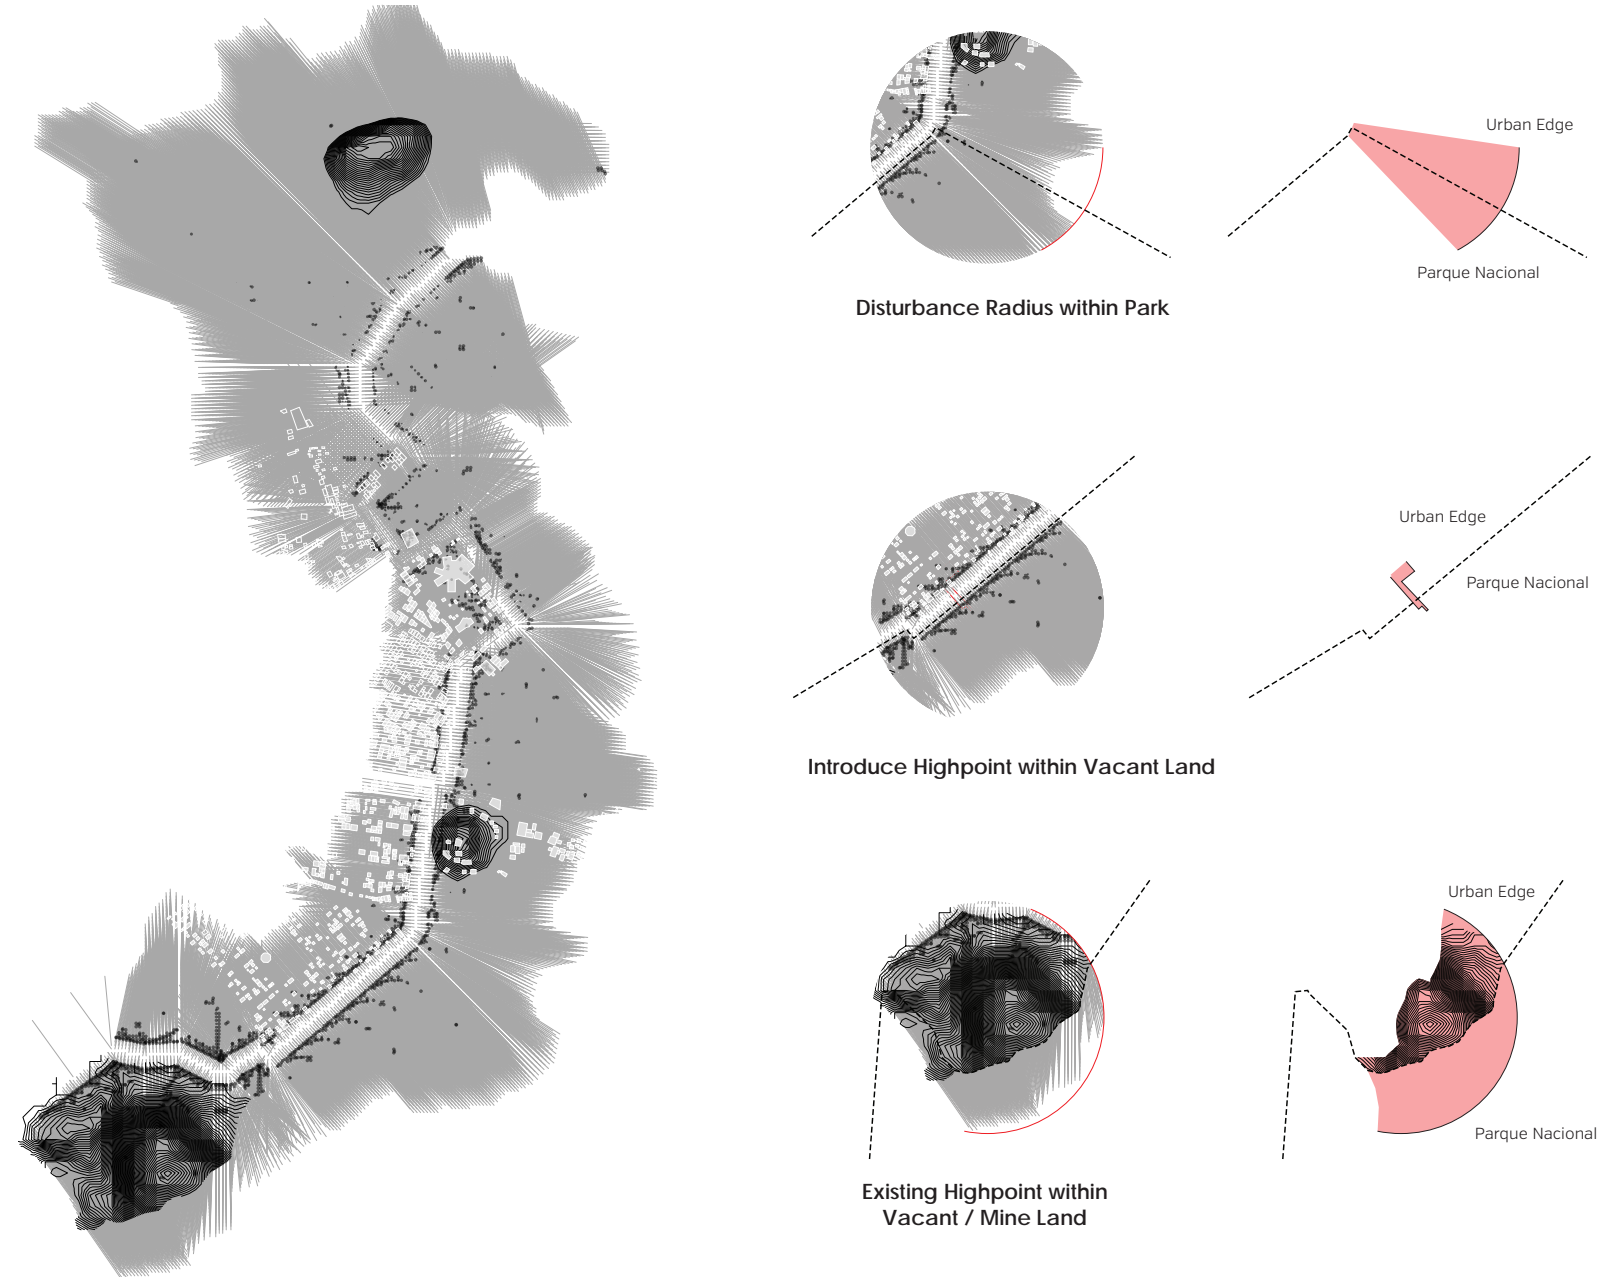 Urban Edge
Parque Nacional
Disturbance Radius within Park
Urban Edge
Parque Nacional
Introduce Highpoint within Vacant Land
Urban Edge
Parque Nacional
Existing Highpoint within
Vacant / Mine Land